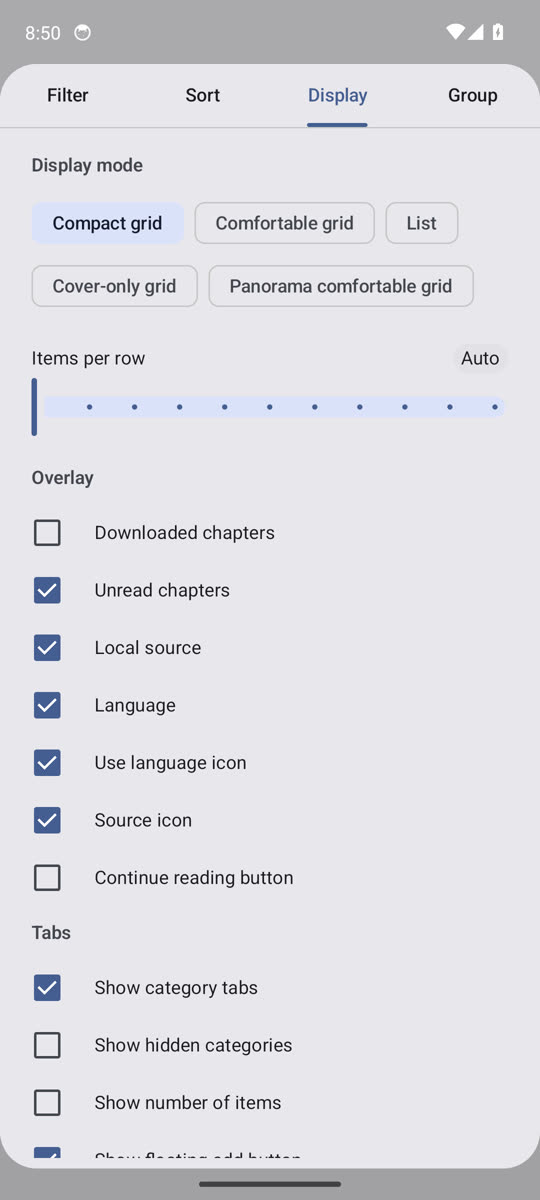 8:50
Filter Sort Display Group
Display mode
Compact grid Comfortable grid List
Cover-only grid Panorama comfortable grid
Items per row Auto
Overlay
Downloaded chapters
Unread chapters
Local source
Language
Use language icon
Source icon
Continue reading button
Tabs
Show category tabs
Show hidden categories
Show number of items